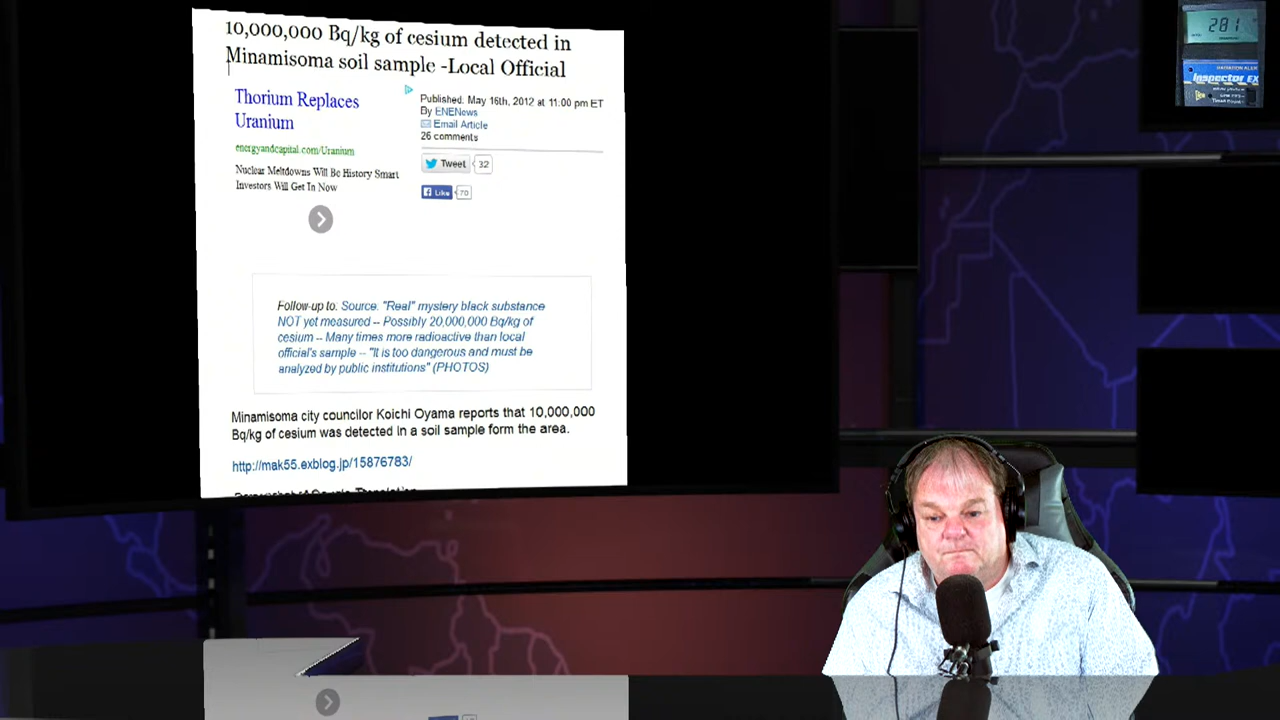 10,000,000 Bq/kg of cesium detected in
Minamisoma soil sample -Local Official
Thorium Replaces
Uranium
energyandcapital.com/Uranium
Nuclear Meltdowns Will Be History Smart
Investors Will Get In Now
Published: May 16th, 2012 at 11:00 pm ET
By ENENews
Email Article
26 comments
Tweet 32
Like 70
Follow-up to: Source: "Real" mystery black substance
NOT yet measured -- Possibly 20,000,000 Bq/kg of
cesium -- Many times more radioactive than local
official's sample -- "It is too dangerous and must be
analyzed by public institutions" (PHOTOS)
Minamisoma city councilor Koichi Oyama reports that 10,000,000
Bq/kg of cesium was detected in a soil sample form the area.
http://mak55.exblog.jp/15876783/
281
RADIATION ALERT
Inspector EX